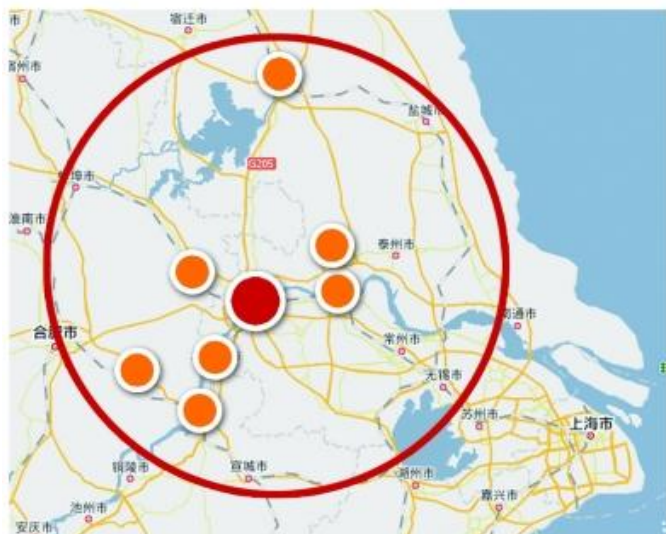 宿迁市
宿州市
盐城市
G205
蚌埠市
淮南市
泰州市
合肥市
南通市
常州市
无锡市
苏州市
上海市
铜陵市
宣城市
湖州市
嘉兴市
池州市
安庆市